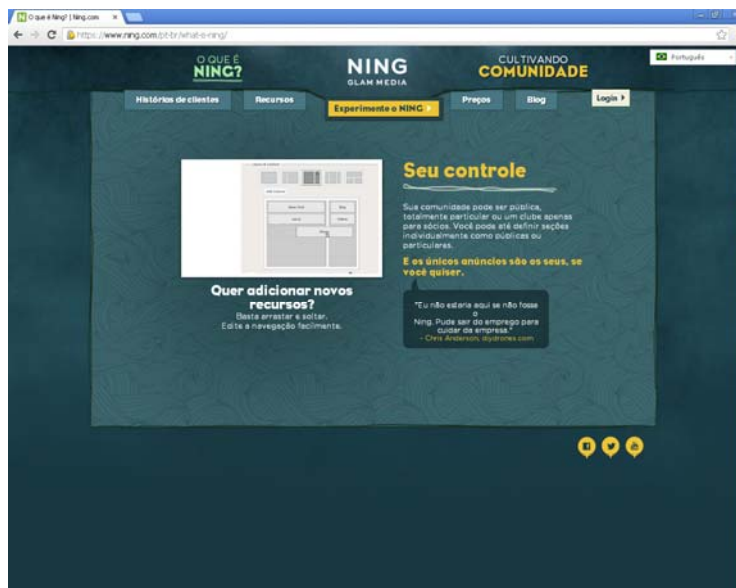 O que é Ning? | Ning.com
https://www.ning.com/pt-br/what-is-ning/
O QUE É
NING?
NING
GLAM MEDIA
CULTIVANDO
COMUNIDADE
Português
Histórias de clientes
Recursos
Experimente o NING
Preços
Blog
Login
Seu controle
Sua comunidade pode ser pública,
totalmente particular ou um clube apenas
para sócios. Você pode até definir seções
individualmente como públicas ou
particulares.
E os únicos anúncios são os seus, se
você quiser.
Quer adicionar novos
recursos?
Basta arrastar e soltar.
Edite a navegação facilmente.
"Eu não estaria aqui se não fosse
o
Ning. Pude sair do emprego para
cuidar da empresa."
- Chris Anderson, diydrones.com